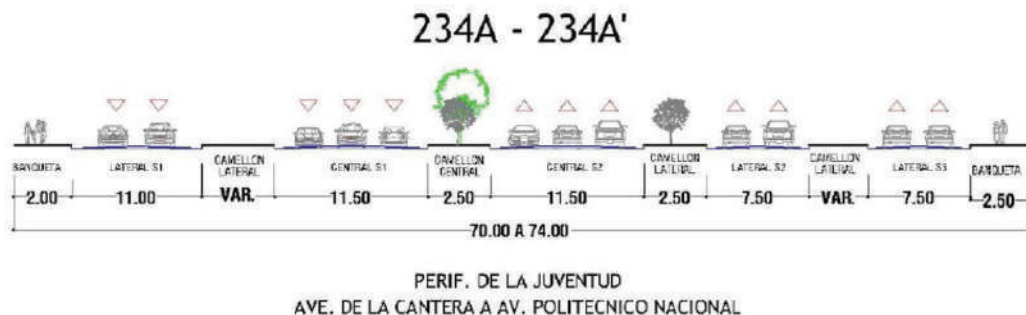 234A - 234A'
BANQUETA LATERAL S1 CAMELLON LATERAL CENTRAL S1 CAMELLON CENTRAL CENTRAL S2 CAMELLON LATERAL LATERAL S2 CAMELLON LATERAL LATERAL S3 BANQUETA
2.00 11.00 VAR. 11.50 2.50 11.50 2.50 7.50 VAR. 7.50 2.50
70.00 A 74.00
PERIF. DE LA JUVENTUD
AVE. DE LA CANTERA A AV. POLITECNICO NACIONAL